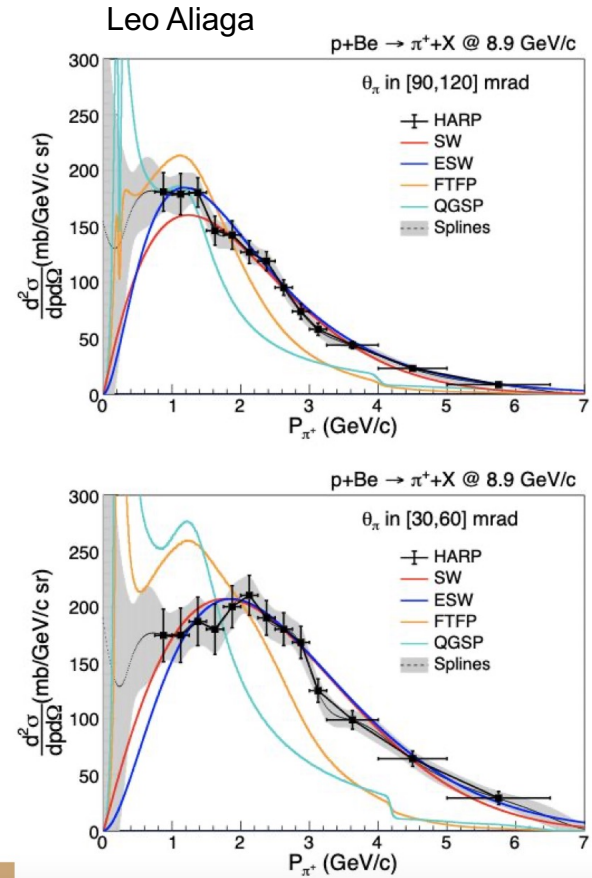 Leo Aliaga
p+Be → π⁺+X @ 8.9 GeV/c
θπ in [90,120] mrad
HARP
SW
ESW
FTFP
QGSP
Splines
d²σ/dpdΩ (mb/GeV/c sr)
300
250
200
150
100
50
0
0 1 2 3 4 5 6 7
Pπ⁺ (GeV/c)
p+Be → π⁺+X @ 8.9 GeV/c
θπ in [30,60] mrad
HARP
SW
ESW
FTFP
QGSP
Splines
d²σ/dpdΩ (mb/GeV/c sr)
300
250
200
150
100
50
0
0 1 2 3 4 5 6 7
Pπ⁺ (GeV/c)